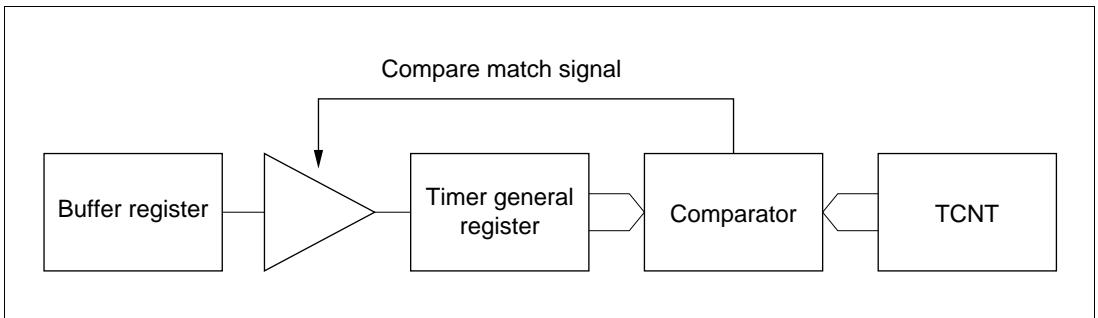 Compare match signal
Buffer register
Timer general
register
Comparator
TCNT